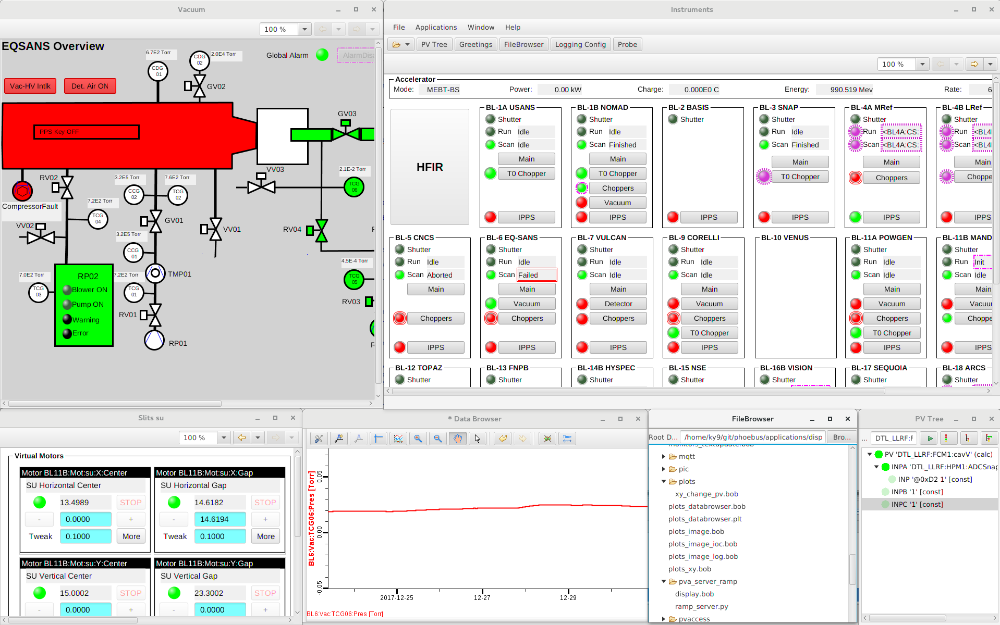 Vacuum
100 %
EQSANS Overview
6.7E2 Torr
2.0E4 Torr
Global Alarm
AlarmDisa
CDG
01
CDG
02
Vac-HV Intlk
Det. Air ON
GV02
PPS Key OFF
GV03
RV02
VV03
3.2E5 Torr
7.6E2 Torr
2.1E-2 Torr
CCG
02
TCG
02
TCG
06
CompressorFault
7.2E2 Torr
TCG
04
GV01
VV02
VV01
RV04
3.2E5 Torr
CCG
01
4.5E-4 Torr
7.0E2 Torr
RP02
7.2E2 Torr
TMP01
Blower ON
Pump ON
Warning
Error
TCG
03
TCG
01
TCG
05
RV03
RV01
RP01
Instruments
File Applications Window Help
PV Tree Greetings FileBrowser Logging Config Probe
100 %
Accelerator
Mode: MEBT-BS Power: 0.00 kW Charge: 0.000E0 C Energy: 990.519 Mev Rate: 6
HFIR
BL-1A USANS
Shutter
Run Idle
Scan Idle
Main
T0 Chopper
IPPS
BL-1B NOMAD
Shutter
Run Idle
Scan Finished
Main
T0 Chopper
Choppers
Vacuum
IPPS
BL-2 BASIS
Shutter
IPPS
BL-3 SNAP
Shutter
Run Idle
Scan Finished
Main
T0 Chopper
IPPS
BL-4A MRef
Shutter
Run <BL4A:CS:
Scan <BL4A:CS:
Main
Choppers
IPPS
BL-4B LRef
Shutter
Run <BL4
Scan <BL4
Main
Choppe
IPPS
BL-5 CNCS
Shutter
Run Idle
Scan Aborted
Main
Choppers
IPPS
BL-6 EQ-SANS
Shutter
Run Idle
Scan Failed
Main
Vacuum
Choppers
IPPS
BL-7 VULCAN
Shutter
Run Idle
Scan Idle
Main
Detector
Choppers
IPPS
BL-9 CORELLI
Shutter
Run Idle
Scan Idle
Main
Vacuum
Choppers
T0 Chopper
IPPS
BL-10 VENUS
BL-11A POWGEN
Shutter
Run Idle
Scan Idle
Main
Vacuum
Choppers
T0 Chopper
IPPS
BL-11B MAND
Shutter
Run Init
Scan Idle
Main
Vacuu
Choppe
IPPS
BL-12 TOPAZ
Shutter
BL-13 FNPB
Shutter
BL-14B HYSPEC
Shutter
BL-15 NSE
Shutter
BL-16B VISION
Shutter
BL-17 SEQUOIA
Shutter
BL-18 ARCS
Shutter
Slits su
100 %
Virtual Motors
Motor BL11B:Mot:su:X:Center
SU Horizontal Center
13.4989 STOP
- 0.0000 +
Tweak 0.1000 More
Motor BL11B:Mot:su:X:Gap
SU Horizontal Gap
14.6182 STOP
- 14.6194 +
Tweak 0.1000 More
Motor BL11B:Mot:su:Y:Center
SU Vertical Center
15.0002 STOP
- 0.0000 +
Motor BL11B:Mot:su:Y:Gap
SU Vertical Gap
23.3002 STOP
- 0.0000 +
* Data Browser
Time
BL6:Vac:TCG06:Pres [Torr]
0.05
0.00
-0.05
2017-12-25 12-27 12-29
BL6:Vac:TCG06:Pres [Torr]
FileBrowser
Root D... /home/ky9/git/phoebus/applications/disp Bro...
monitors_textupdate.bob
mqtt
pic
plots
xy_change_pv.bob
plots_databrowser.bob
plots_databrowser.plt
plots_image.bob
plots_image_ioc.bob
plots_image_log.bob
plots_xy.bob
pva_server_ramp
display.bob
ramp_server.py
pvaccess
PV Tree
... DTL_LLRF:F
PV 'DTL_LLRF:FCM1:cavV' (calc)
INPA 'DTL_LLRF:HPM1:ADCSnap
INP '@0xD2 1' [const]
INPB '1' [const]
INPC '1' [const]